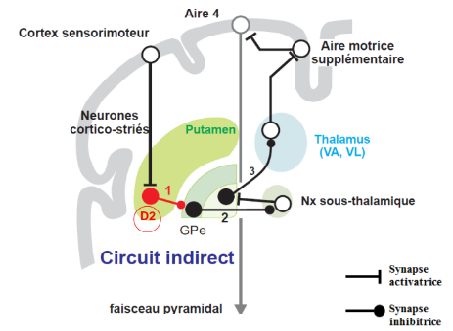 Aire 4
Cortex sensorimoteur
Aire motrice
supplémentaire
Neurones
cortico-striés
Putamen
Thalamus
(VA, VL)
3
1
D2
Nx sous-thalamique
2
GPe
Circuit indirect
Synapse
activatrice
faisceau pyramidal
Synapse
inhibitrice